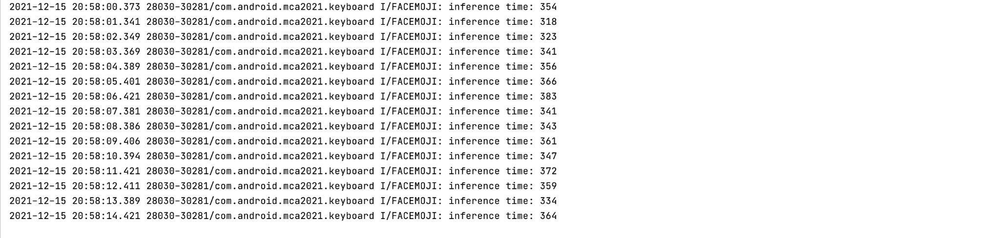 2021-12-15 20:58:00.373 28030-30281/com.android.mca2021.keyboard I/FACEMOJI: inference time: 354
2021-12-15 20:58:01.341 28030-30281/com.android.mca2021.keyboard I/FACEMOJI: inference time: 318
2021-12-15 20:58:02.349 28030-30281/com.android.mca2021.keyboard I/FACEMOJI: inference time: 323
2021-12-15 20:58:03.369 28030-30281/com.android.mca2021.keyboard I/FACEMOJI: inference time: 341
2021-12-15 20:58:04.389 28030-30281/com.android.mca2021.keyboard I/FACEMOJI: inference time: 356
2021-12-15 20:58:05.401 28030-30281/com.android.mca2021.keyboard I/FACEMOJI: inference time: 366
2021-12-15 20:58:06.421 28030-30281/com.android.mca2021.keyboard I/FACEMOJI: inference time: 383
2021-12-15 20:58:07.381 28030-30281/com.android.mca2021.keyboard I/FACEMOJI: inference time: 341
2021-12-15 20:58:08.386 28030-30281/com.android.mca2021.keyboard I/FACEMOJI: inference time: 343
2021-12-15 20:58:09.406 28030-30281/com.android.mca2021.keyboard I/FACEMOJI: inference time: 361
2021-12-15 20:58:10.394 28030-30281/com.android.mca2021.keyboard I/FACEMOJI: inference time: 347
2021-12-15 20:58:11.421 28030-30281/com.android.mca2021.keyboard I/FACEMOJI: inference time: 372
2021-12-15 20:58:12.411 28030-30281/com.android.mca2021.keyboard I/FACEMOJI: inference time: 359
2021-12-15 20:58:13.389 28030-30281/com.android.mca2021.keyboard I/FACEMOJI: inference time: 334
2021-12-15 20:58:14.421 28030-30281/com.android.mca2021.keyboard I/FACEMOJI: inference time: 364